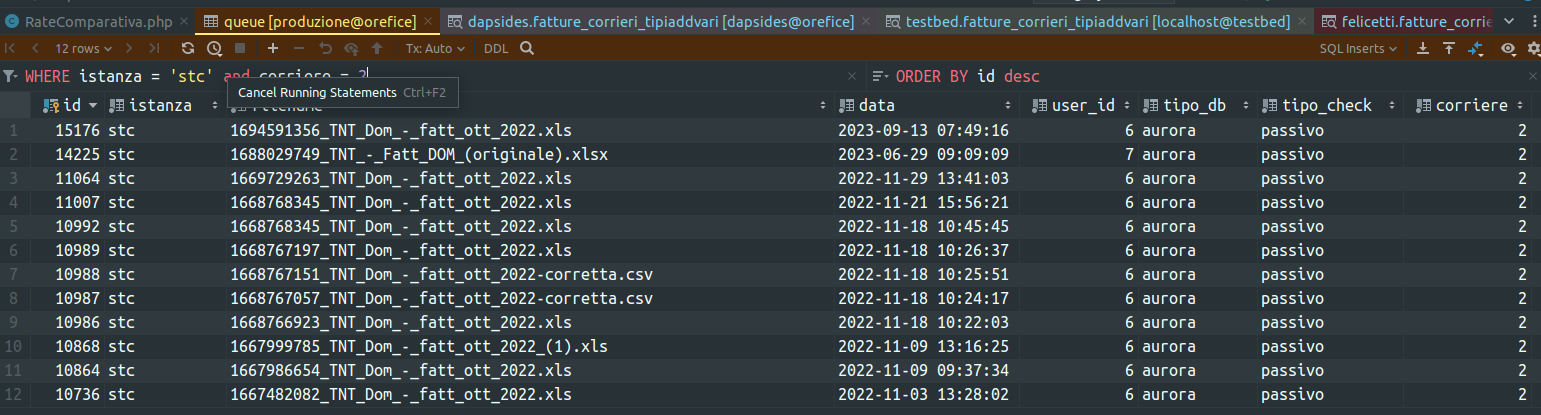 RateComparativa.php × queue [produzione@orefice] × dapsides.fatture_corrieri_tipiaddvari [dapsides@orefice] × testbed.fatture_corrieri_tipiaddvari [localhost@testbed] × felicetti.fatture_corrie
12 rows Tx: Auto DDL SQL Inserts
WHERE istanza = 'stc' and corriere = 2 × ORDER BY id desc ×
Cancel Running Statements Ctrl+F2
id istanza filename data user_id tipo_db tipo_check corriere
1 15176 stc 1694591356_TNT_Dom_-_fatt_ott_2022.xls 2023-09-13 07:49:16 6 aurora passivo 2
2 14225 stc 1688029749_TNT_-_Fatt_DOM_(originale).xlsx 2023-06-29 09:09:09 7 aurora passivo 2
3 11064 stc 1669729263_TNT_Dom_-_fatt_ott_2022.xls 2022-11-29 13:41:03 6 aurora passivo 2
4 11007 stc 1668768345_TNT_Dom_-_fatt_ott_2022.xls 2022-11-21 15:56:21 6 aurora passivo 2
5 10992 stc 1668768345_TNT_Dom_-_fatt_ott_2022.xls 2022-11-18 10:45:45 6 aurora passivo 2
6 10989 stc 1668767197_TNT_Dom_-_fatt_ott_2022.xls 2022-11-18 10:26:37 6 aurora passivo 2
7 10988 stc 1668767151_TNT_Dom_-_fatt_ott_2022-corretta.csv 2022-11-18 10:25:51 6 aurora passivo 2
8 10987 stc 1668767057_TNT_Dom_-_fatt_ott_2022-corretta.csv 2022-11-18 10:24:17 6 aurora passivo 2
9 10986 stc 1668766923_TNT_Dom_-_fatt_ott_2022.xls 2022-11-18 10:22:03 6 aurora passivo 2
10 10868 stc 1667999785_TNT_Dom_-_fatt_ott_2022_(1).xls 2022-11-09 13:16:25 6 aurora passivo 2
11 10864 stc 1667986654_TNT_Dom_-_fatt_ott_2022.xls 2022-11-09 09:37:34 6 aurora passivo 2
12 10736 stc 1667482082_TNT_Dom_-_fatt_ott_2022.xls 2022-11-03 13:28:02 6 aurora passivo 2